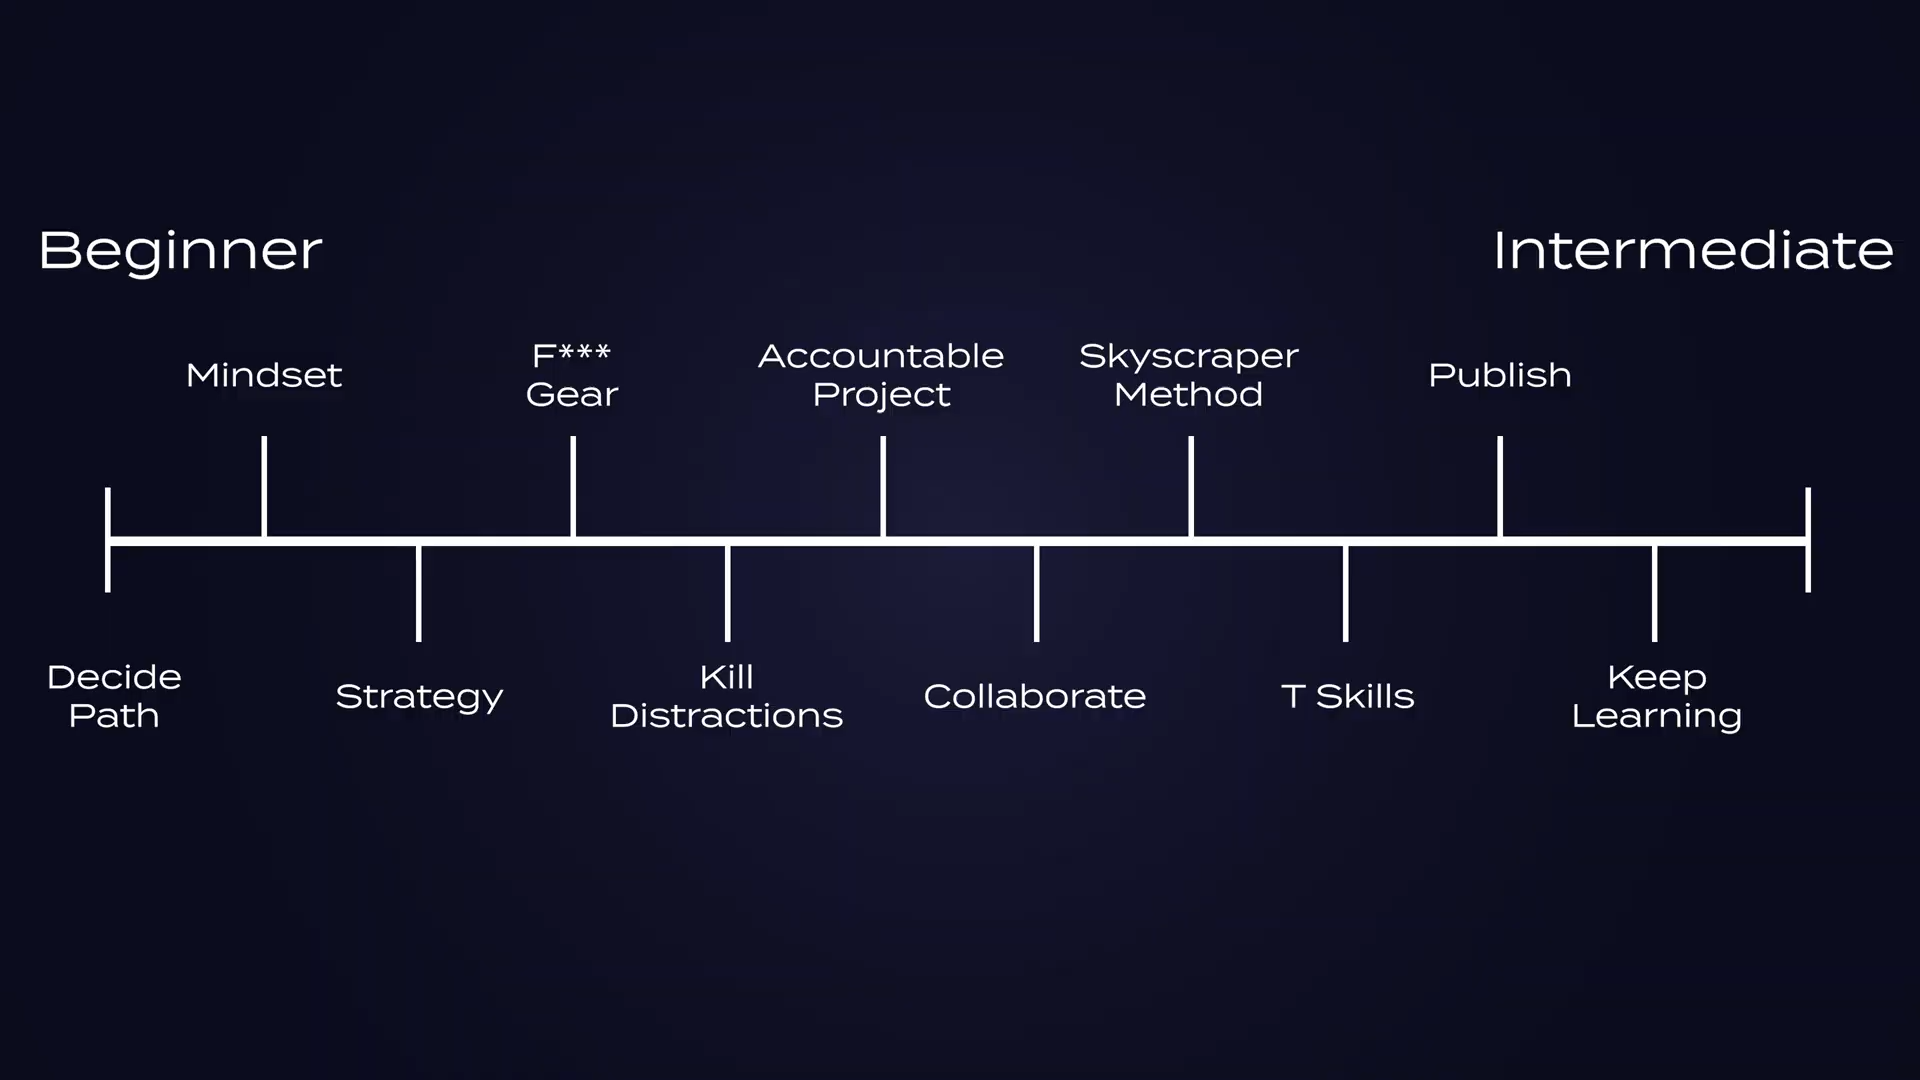 Beginner
Intermediate
Mindset
F***
Gear
Accountable
Project
Skyscraper
Method
Publish
Decide
Path
Strategy
Kill
Distractions
Collaborate
T Skills
Keep
Learning